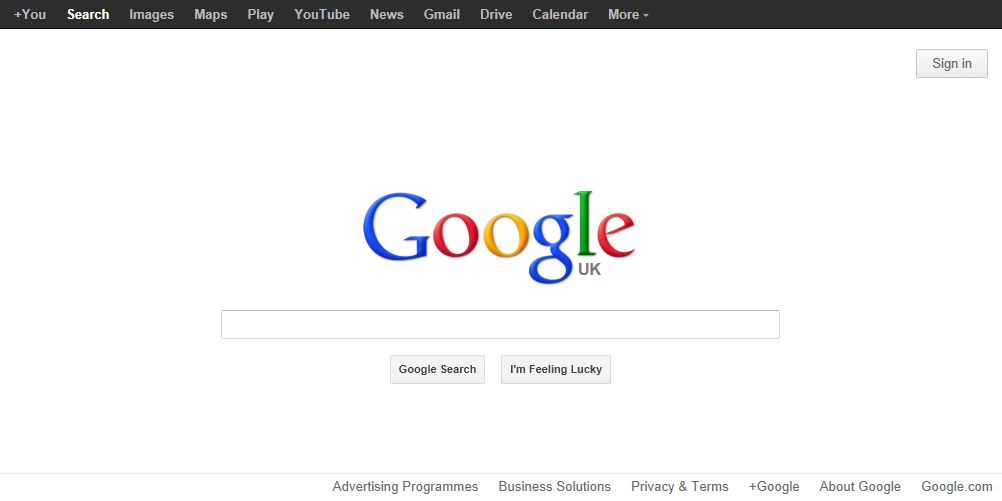 +You Search Images Maps Play YouTube News Gmail Drive Calendar More
Sign in
Google
UK
Google Search I'm Feeling Lucky
Advertising Programmes Business Solutions Privacy & Terms +Google About Google Google.com